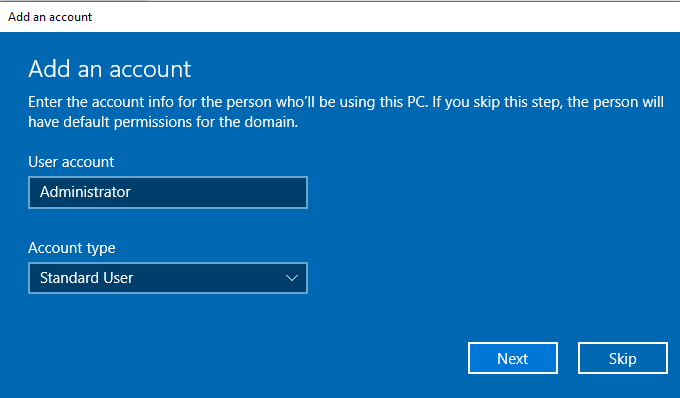 Add an account
Add an account
Enter the account info for the person who'll be using this PC. If you skip this step, the person will
have default permissions for the domain.
User account
Administrator
Account type
Standard User
Next
Skip